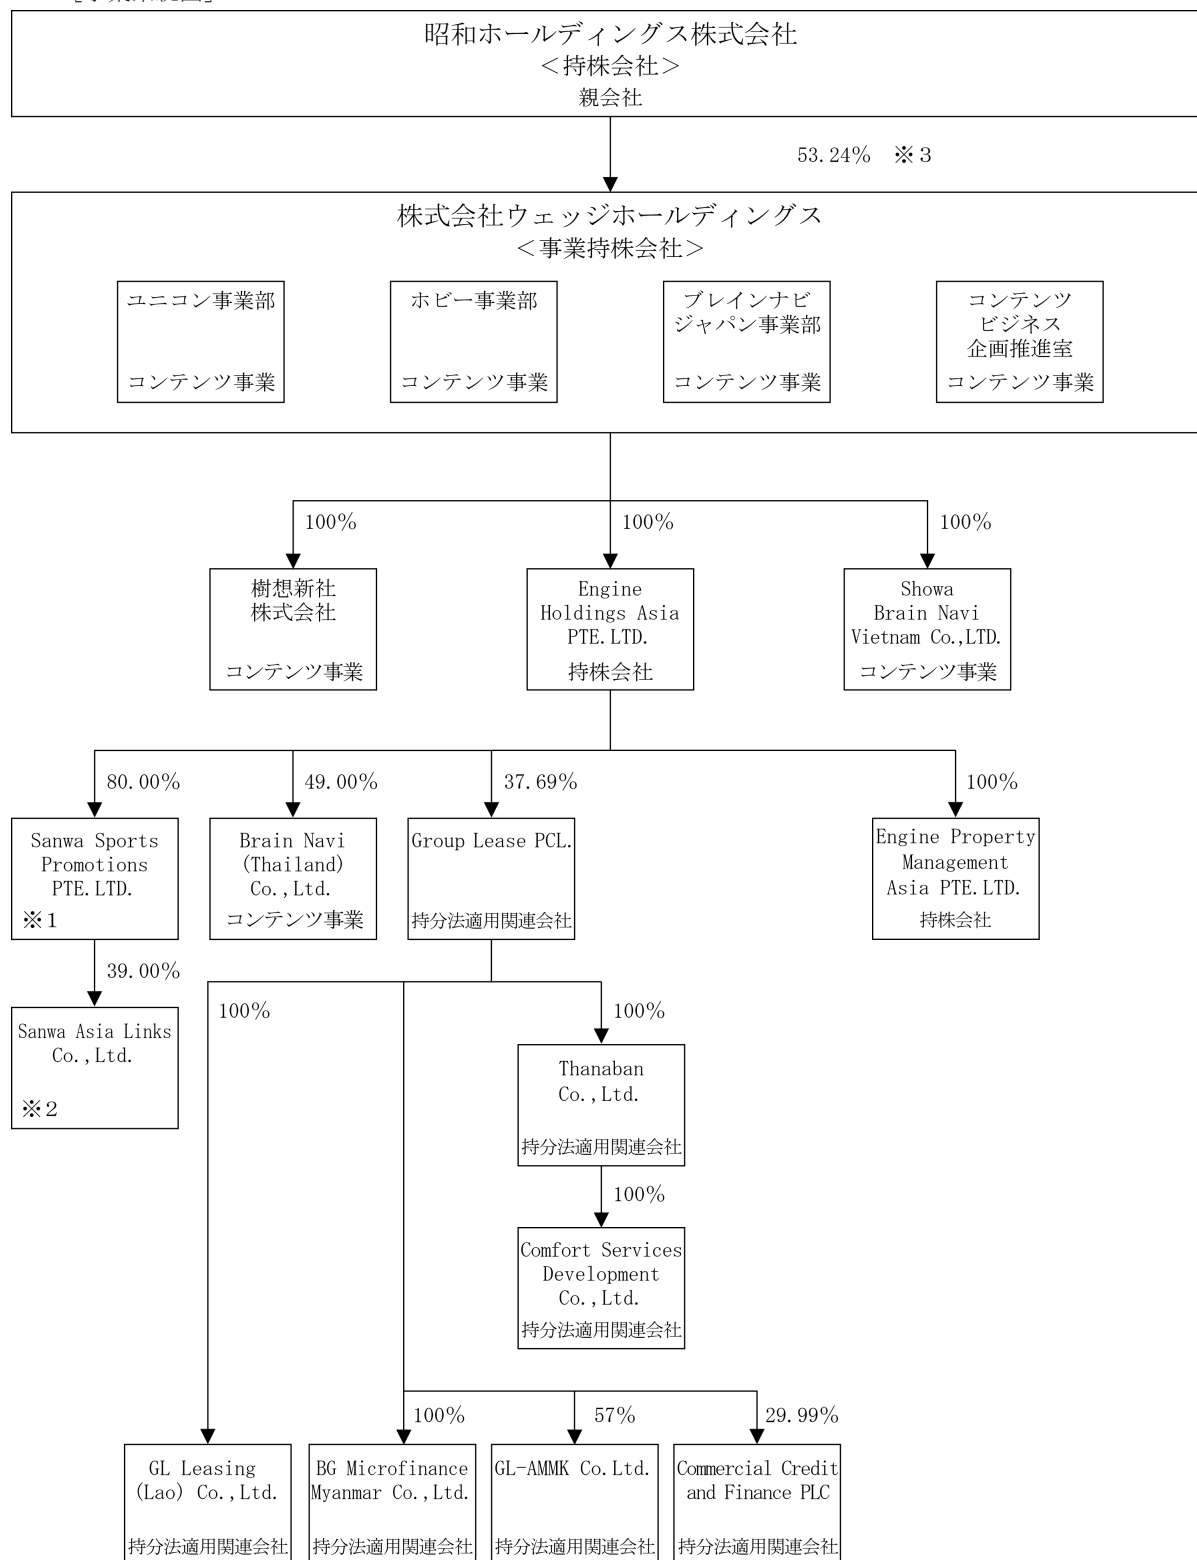 [事業系統図]
昭和ホールディングス株式会社
＜持株会社＞
親会社
53.24% ※3
株式会社ウェッジホールディングス
＜事業持株会社＞
ユニコン事業部
コンテンツ事業
ホビー事業部
コンテンツ事業
ブレインナビ
ジャパン事業部
コンテンツ事業
コンテンツ
ビジネス
企画推進室
コンテンツ事業
100%
100%
100%
樹想新社
株式会社
コンテンツ事業
Engine
Holdings Asia
PTE.LTD.
持株会社
Showa
Brain Navi
Vietnam Co.,LTD.
コンテンツ事業
80.00%
49.00%
37.69%
100%
Sanwa Sports
Promotions
PTE.LTD.
※1
Brain Navi
(Thailand)
Co.,Ltd.
コンテンツ事業
Group Lease PCL.
持分法適用関連会社
Engine Property
Management
Asia PTE.LTD.
持株会社
39.00%
Sanwa Asia Links
Co.,Ltd.
※2
100%
100%
Thanaban
Co.,Ltd.
持分法適用関連会社
100%
Comfort Services
Development
Co.,Ltd.
持分法適用関連会社
100%
57%
29.99%
GL Leasing
(Lao) Co.,Ltd.
持分法適用関連会社
BG Microfinance
Myanmar Co.,Ltd.
持分法適用関連会社
GL-AMMK Co.Ltd.
持分法適用関連会社
Commercial Credit
and Finance PLC
持分法適用関連会社